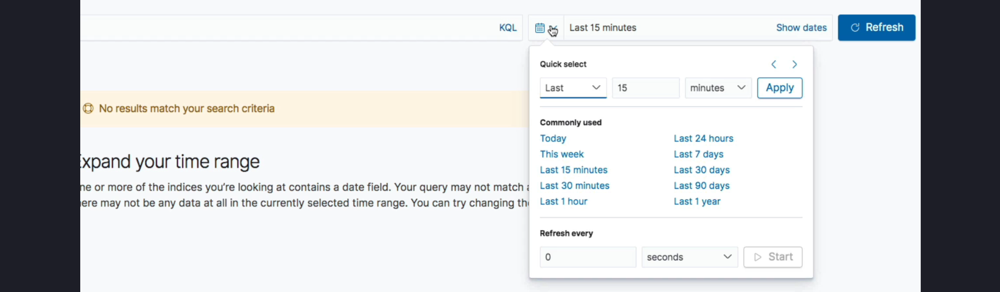 KQL
Last 15 minutes
Show dates
Refresh
Quick select
Last
15
minutes
Apply
No results match your search criteria
Commonly used
Today
Last 24 hours
This week
Last 7 days
Last 15 minutes
Last 30 days
Last 30 minutes
Last 90 days
Last 1 hour
Last 1 year
xpand your time range
ne or more of the indices you're looking at contains a date field. Your query may not match
ere may not be any data at all in the currently selected time range. You can try changing th
Refresh every
0
seconds
Start